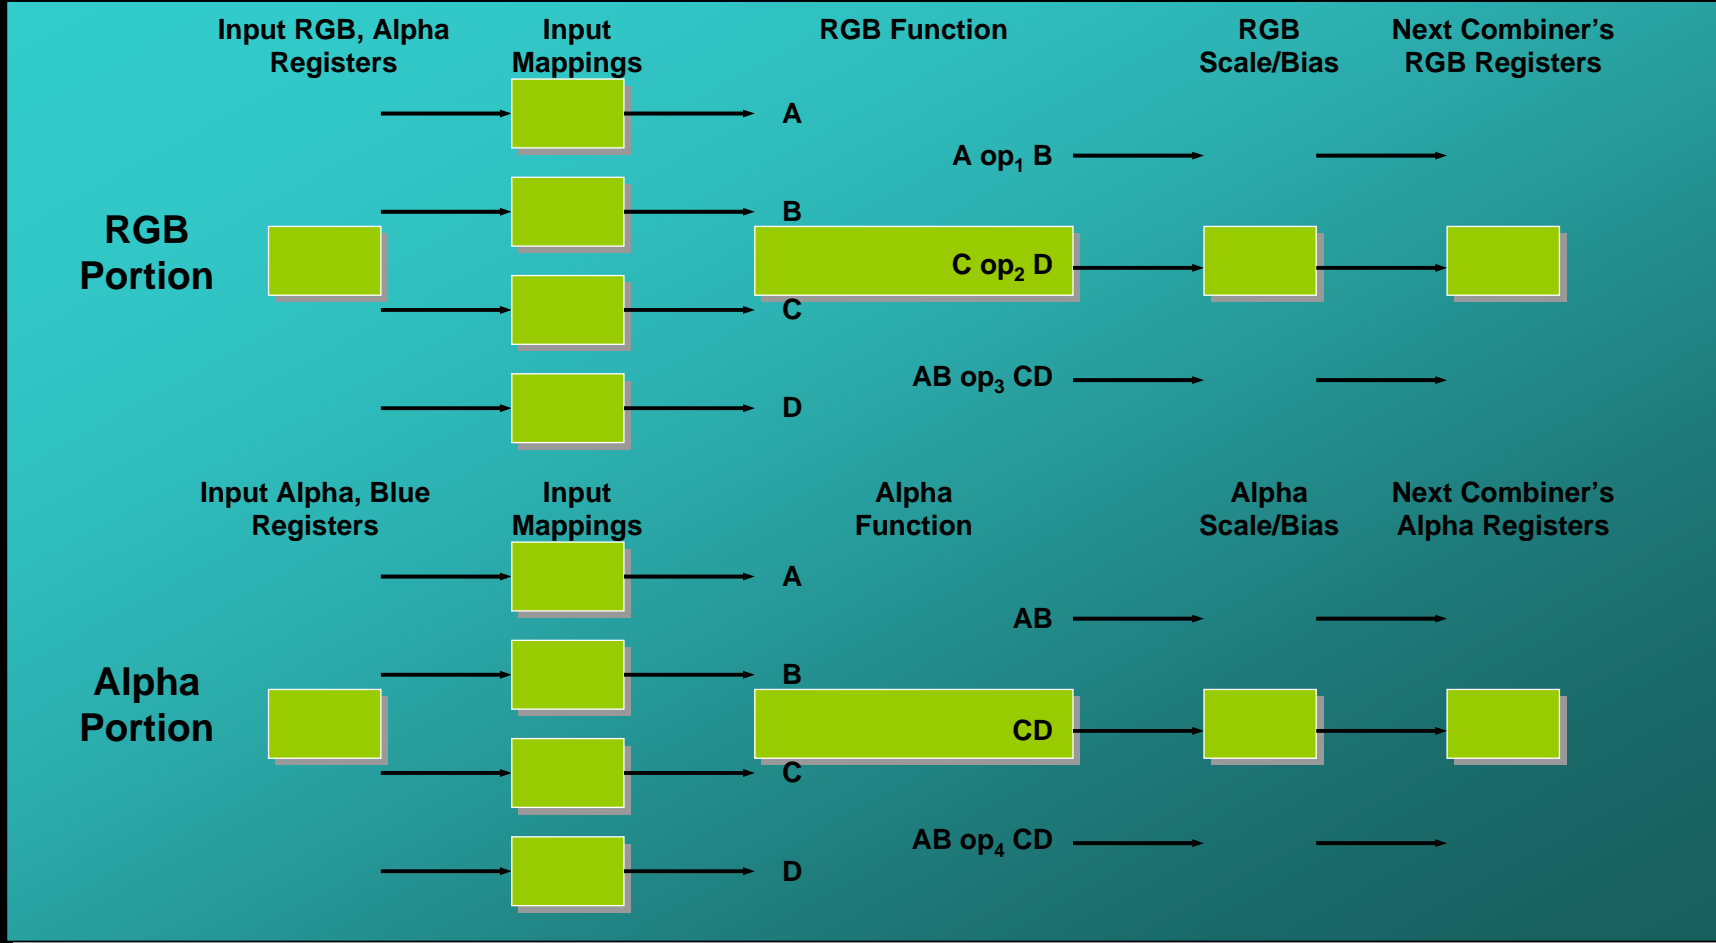 Input RGB, Alpha
Registers
Input
Mappings
RGB Function
RGB
Scale/Bias
Next Combiner’s
RGB Registers
A
A op1 B
B
RGB
Portion
C op2 D
C
AB op3 CD
D
Input Alpha, Blue
Registers
Input
Mappings
Alpha
Function
Alpha
Scale/Bias
Next Combiner’s
Alpha Registers
A
AB
B
Alpha
Portion
CD
C
AB op4 CD
D